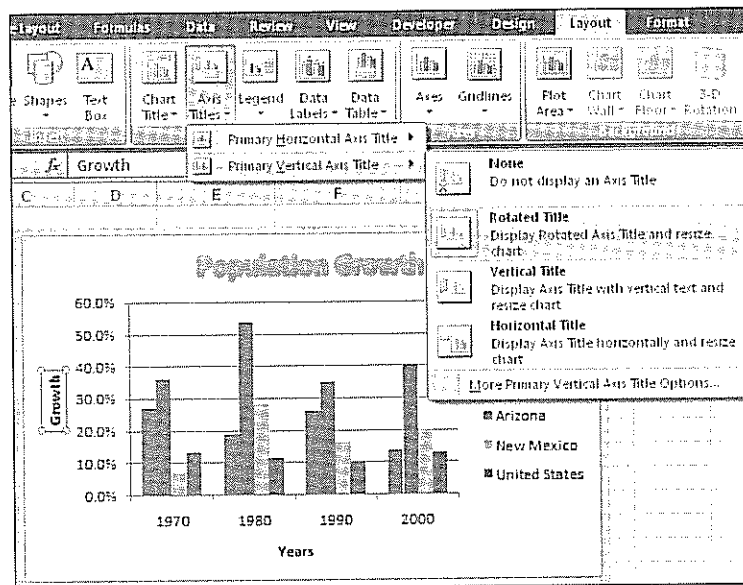 Layout Formulas Data Review View Developer Design Layout Format
Shapes Text Box Chart Title Axis Titles Legend Data Labels Data Table Axes Gridlines Plot Area Chart Wall Chart Floor 3-D Rotation
Primary Horizontal Axis Title
Primary Vertical Axis Title
fx Growth
C D E F
None
Do not display an Axis Title
Rotated Title
Display Rotated Axis Title and resize
chart
Vertical Title
Display Axis Title with vertical text and
resize chart
Horizontal Title
Display Axis Title horizontally and resize
chart
More Primary Vertical Axis Title Options...
Population Growth
60.0%
50.0%
40.0%
30.0%
20.0%
10.0%
0.0%
Growth
1970 1980 1990 2000
Years
Arizona
New Mexico
United States